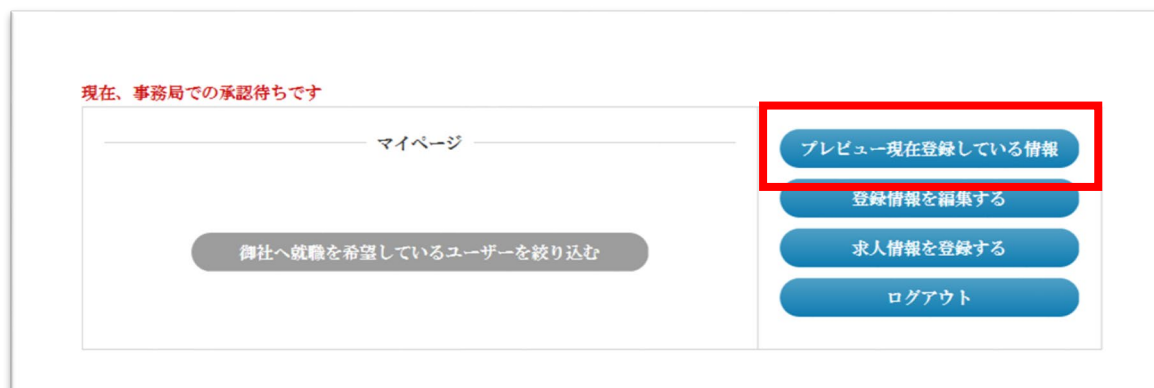 現在、事務局での承認待ちです
マイページ
御社へ就職を希望しているユーザーを絞り込む
プレビュー現在登録している情報
登録情報を編集する
求人情報を登録する
ログアウト